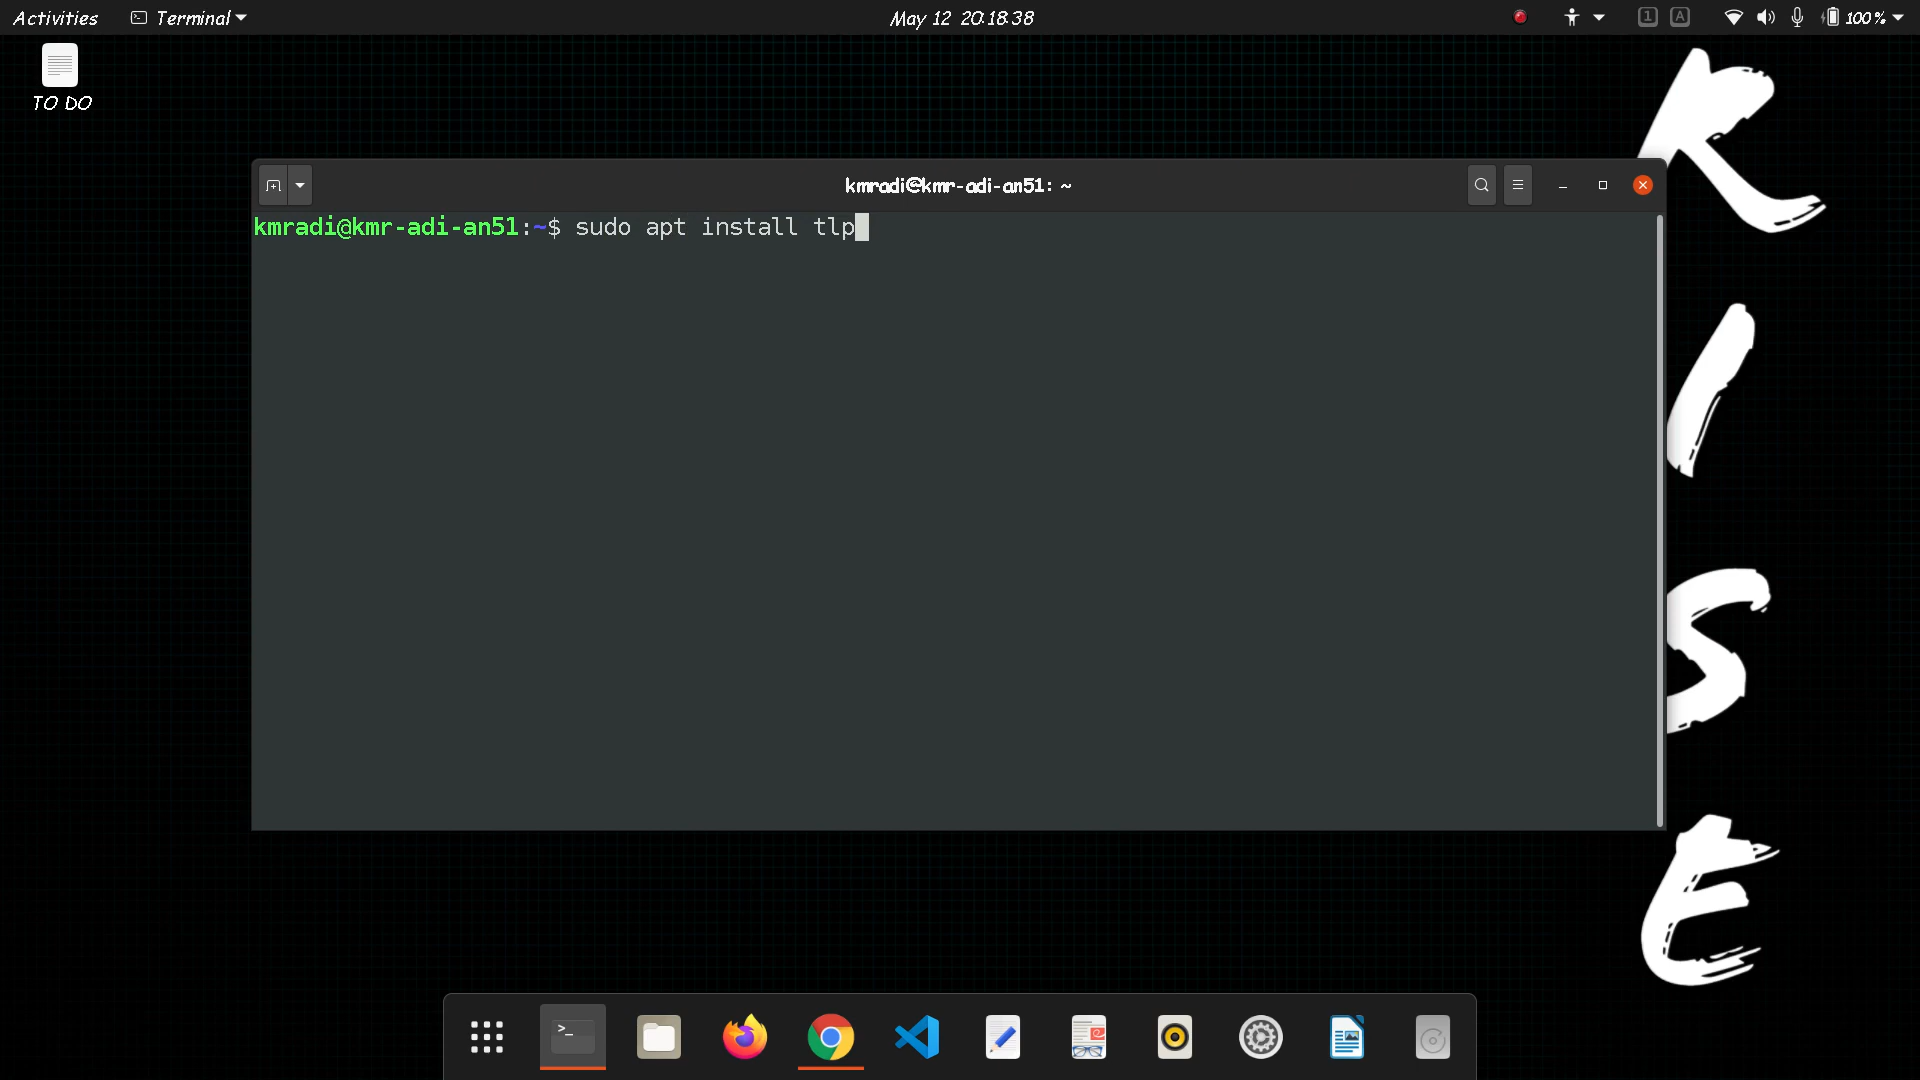 Activities Terminal May 12 20:18:38 1 A 100 %
TO DO
kmradi@kmr-adi-an51: ~
kmradi@kmr-adi-an51:~$ sudo apt install tlp
>_
R
I
S
E